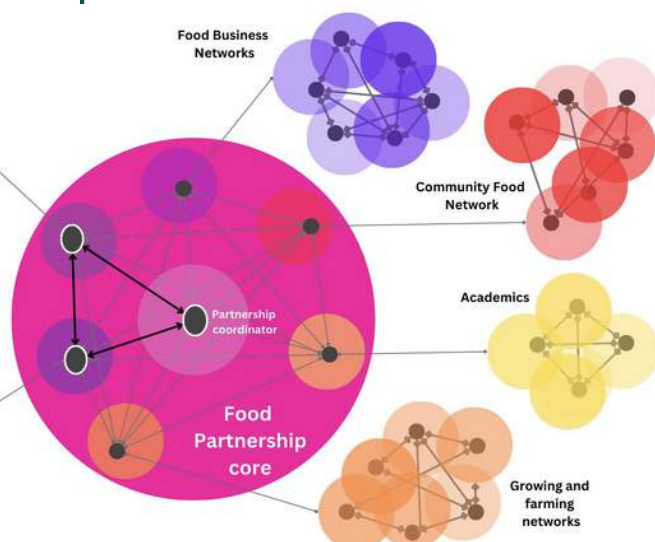 Food Business
Networks
Community Food
Network
Academics
Partnership
coordinator
Food
Partnership
core
Growing and
farming
networks